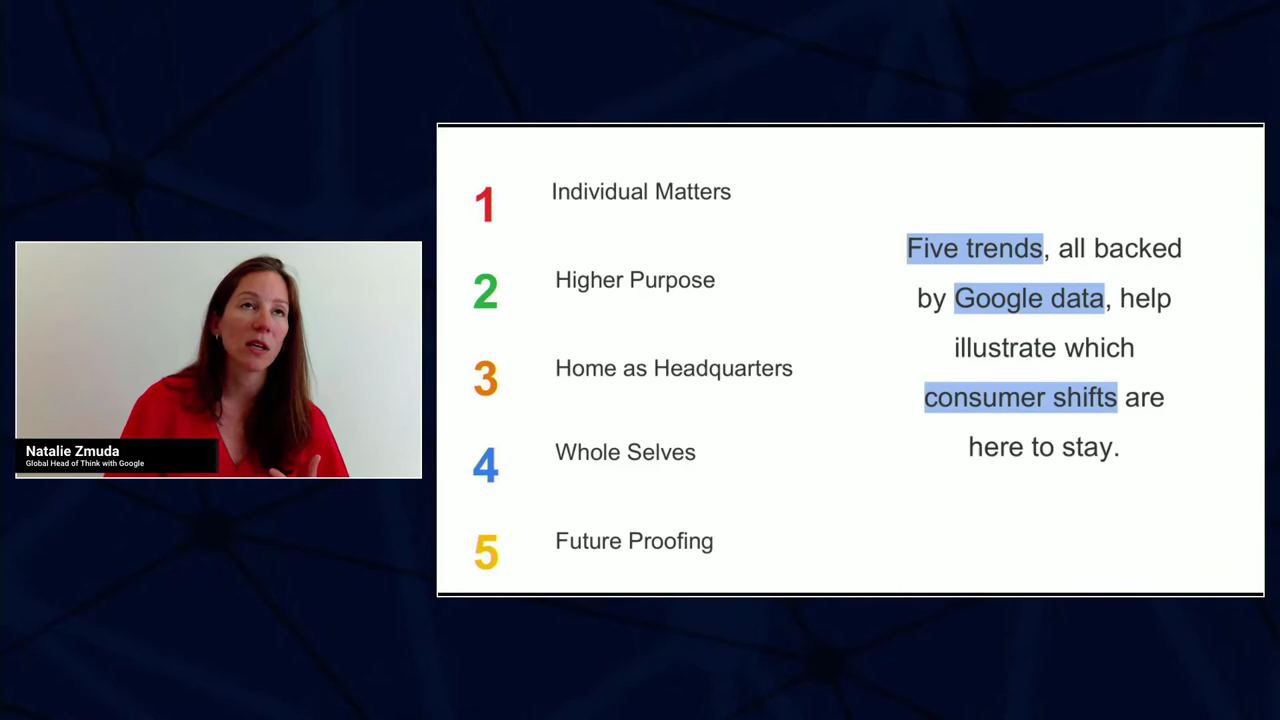 1 Individual Matters
2 Higher Purpose
3 Home as Headquarters
4 Whole Selves
5 Future Proofing
Five trends, all backed
by Google data, help
illustrate which
consumer shifts are
here to stay.
Natalie Zmuda
Global Head of Think with Google